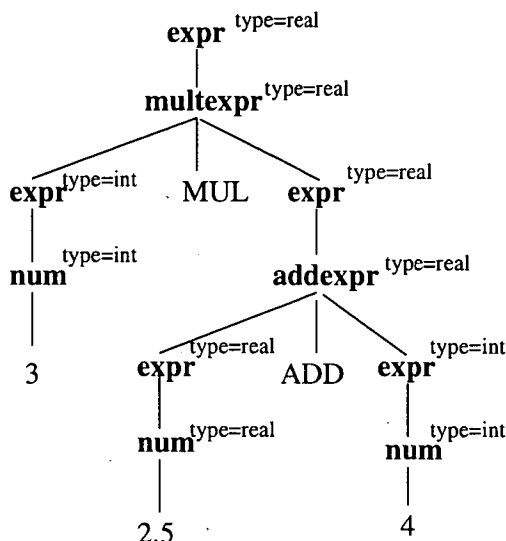 expr type=real
multexpr type=real
expr type=int MUL expr type=real
num type=int addexpr type=real
3 expr type=real ADD expr type=int
num type=real num type=int
2.5 4